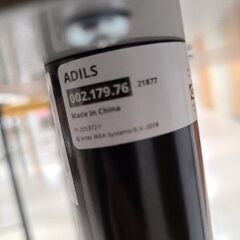 ADILS
002.179.76 21877
Made in China
© Inter IKEA Systems B.V. 2019